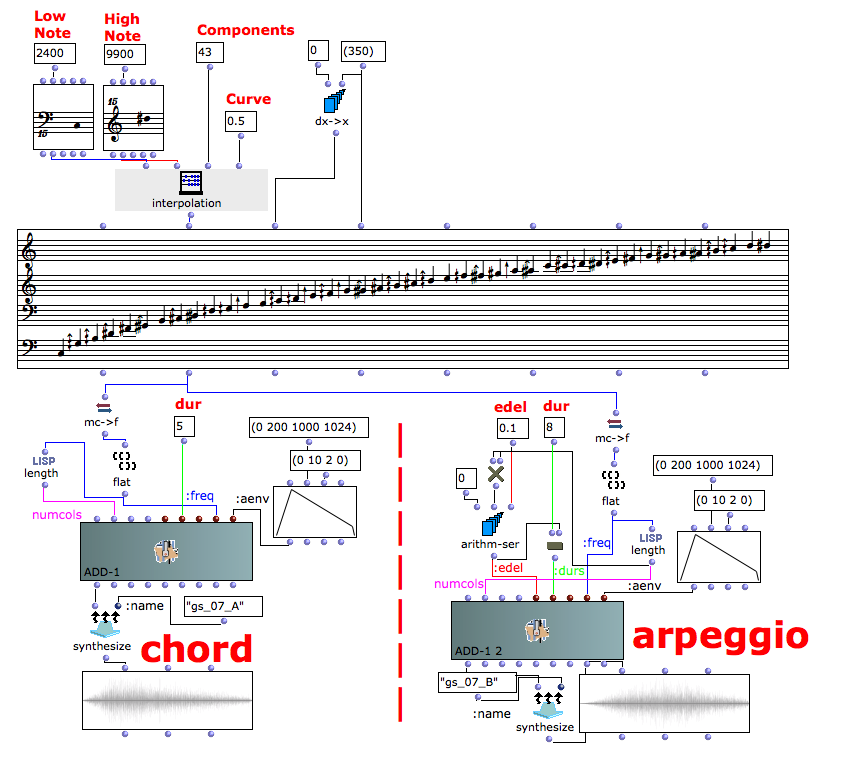 Low
Note
High
Note
Components
2400
9900
43
0
(350)
Curve
0.5
dx->x
15
15
interpolation
dur
edel
dur
mc->f
5
(0 200 1000 1024)
0.1
8
mc->f
LISP
length
flat
(0 10 2 0)
0
flat
(0 200 1000 1024)
(0 10 2 0)
numcols
:freq
:aenv
arithm-ser
:freq
LISP
length
ADD-1
:edel
:durs
numcols
:aenv
:name
"gs_07_A"
synthesize
chord
ADD-1 2
arpeggio
"gs_07_B"
:name
synthesize